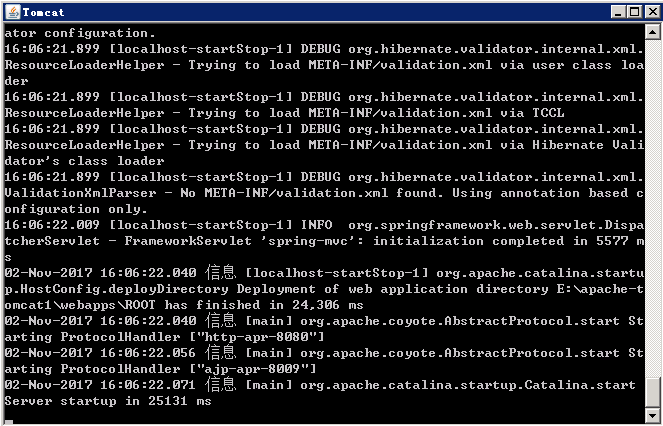 Tomcat
ator configuration.
16:06:21.899 [localhost-startStop-1] DEBUG org.hibernate.validator.internal.xml.
ResourceLoaderHelper - Trying to load META-INF/validation.xml via user class loa
der
16:06:21.899 [localhost-startStop-1] DEBUG org.hibernate.validator.internal.xml.
ResourceLoaderHelper - Trying to load META-INF/validation.xml via TCCL
16:06:21.899 [localhost-startStop-1] DEBUG org.hibernate.validator.internal.xml.
ResourceLoaderHelper - Trying to load META-INF/validation.xml via Hibernate Vali
dator's class loader
16:06:21.899 [localhost-startStop-1] DEBUG org.hibernate.validator.internal.xml.
ValidationXmlParser - No META-INF/validation.xml found. Using annotation based c
onfiguration only.
16:06:22.009 [localhost-startStop-1] INFO  org.springframework.web.servlet.Dispa
tcherServlet - FrameworkServlet 'spring-mvc': initialization completed in 5577 m
s
02-Nov-2017 16:06:22.040 信息 [localhost-startStop-1] org.apache.catalina.startu
p.HostConfig.deployDirectory Deployment of web application directory E:\apache-t
omcat1\webapps\ROOT has finished in 24,306 ms
02-Nov-2017 16:06:22.040 信息 [main] org.apache.coyote.AbstractProtocol.start St
arting ProtocolHandler ["http-apr-8080"]
02-Nov-2017 16:06:22.056 信息 [main] org.apache.coyote.AbstractProtocol.start St
arting ProtocolHandler ["ajp-apr-8009"]
02-Nov-2017 16:06:22.071 信息 [main] org.apache.catalina.startup.Catalina.start
Server startup in 25131 ms